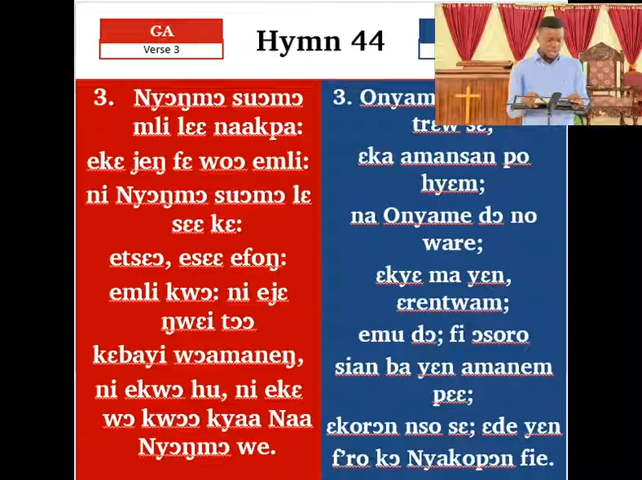 GA
Verse 3
Hymn 44
3. Nyɔŋmɔ suɔmɔ
mli lɛɛ naakpa:
ekɛ jeŋ fɛ woɔ emli:
ni Nyɔŋmɔ suɔmɔ lɛ
sɛɛ kɛ:
etsɛɔ, esɛɛ efoŋ:
emli kwɔ: ni ejɛ
ŋwɛi tɔɔ
kɛbayi wɔamaneŋ,
ni ekwɔ hu, ni ekɛ
wɔ kwɔɔ kyaa Naa
Nyɔŋmɔ we.
3. Onyam
trɛw sɛ,
ɛka amansan po
hyɛm;
na Onyame dɔ no
ware;
ɛkyɛ ma yɛn,
ɛrentwam;
emu dɔ; fi ɔsoro
sian ba yɛn amanem
pɛɛ;
ɛkorɔn nso sɛ; ɛde yɛn
f'ro kɔ Nyakopɔn fie.